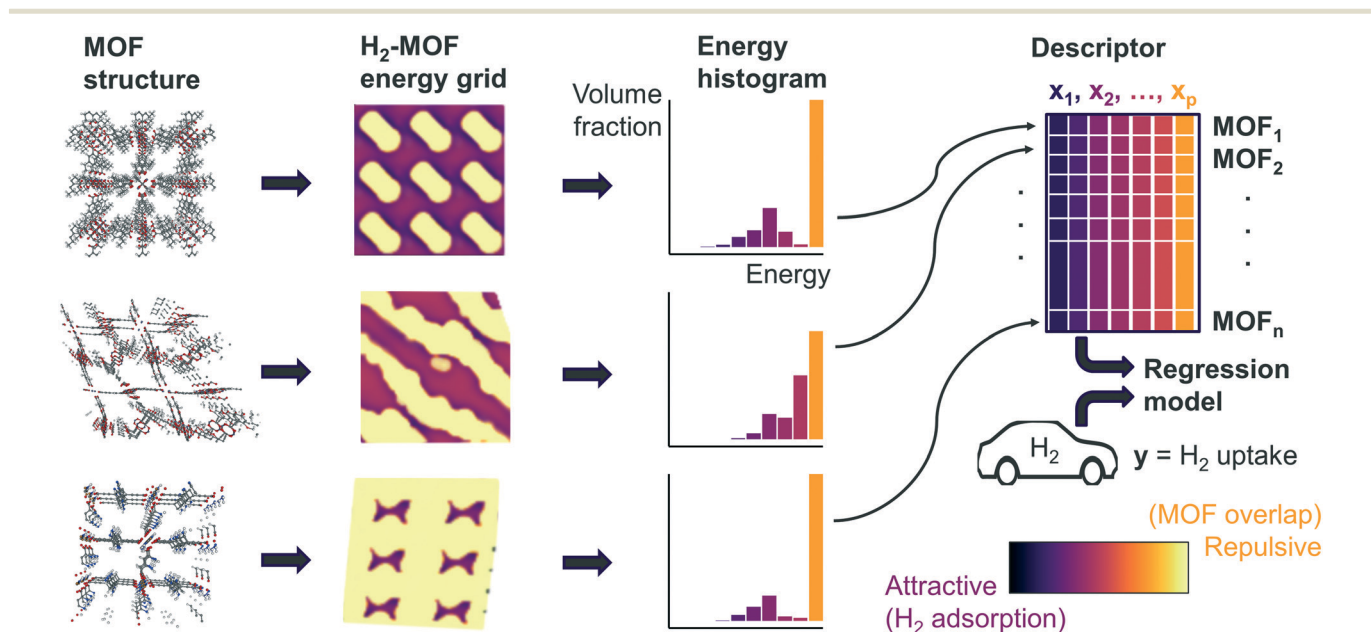 MOF
structure
H₂-MOF
energy grid
Energy
histogram
Descriptor
Volume
fraction
x₁, x₂, ..., xₚ
MOF₁
MOF₂
.
.
.
.
.
.
MOFₙ
Energy
Regression
model
H₂
y = H₂ uptake
(MOF overlap)
Repulsive
Attractive
(H₂ adsorption)